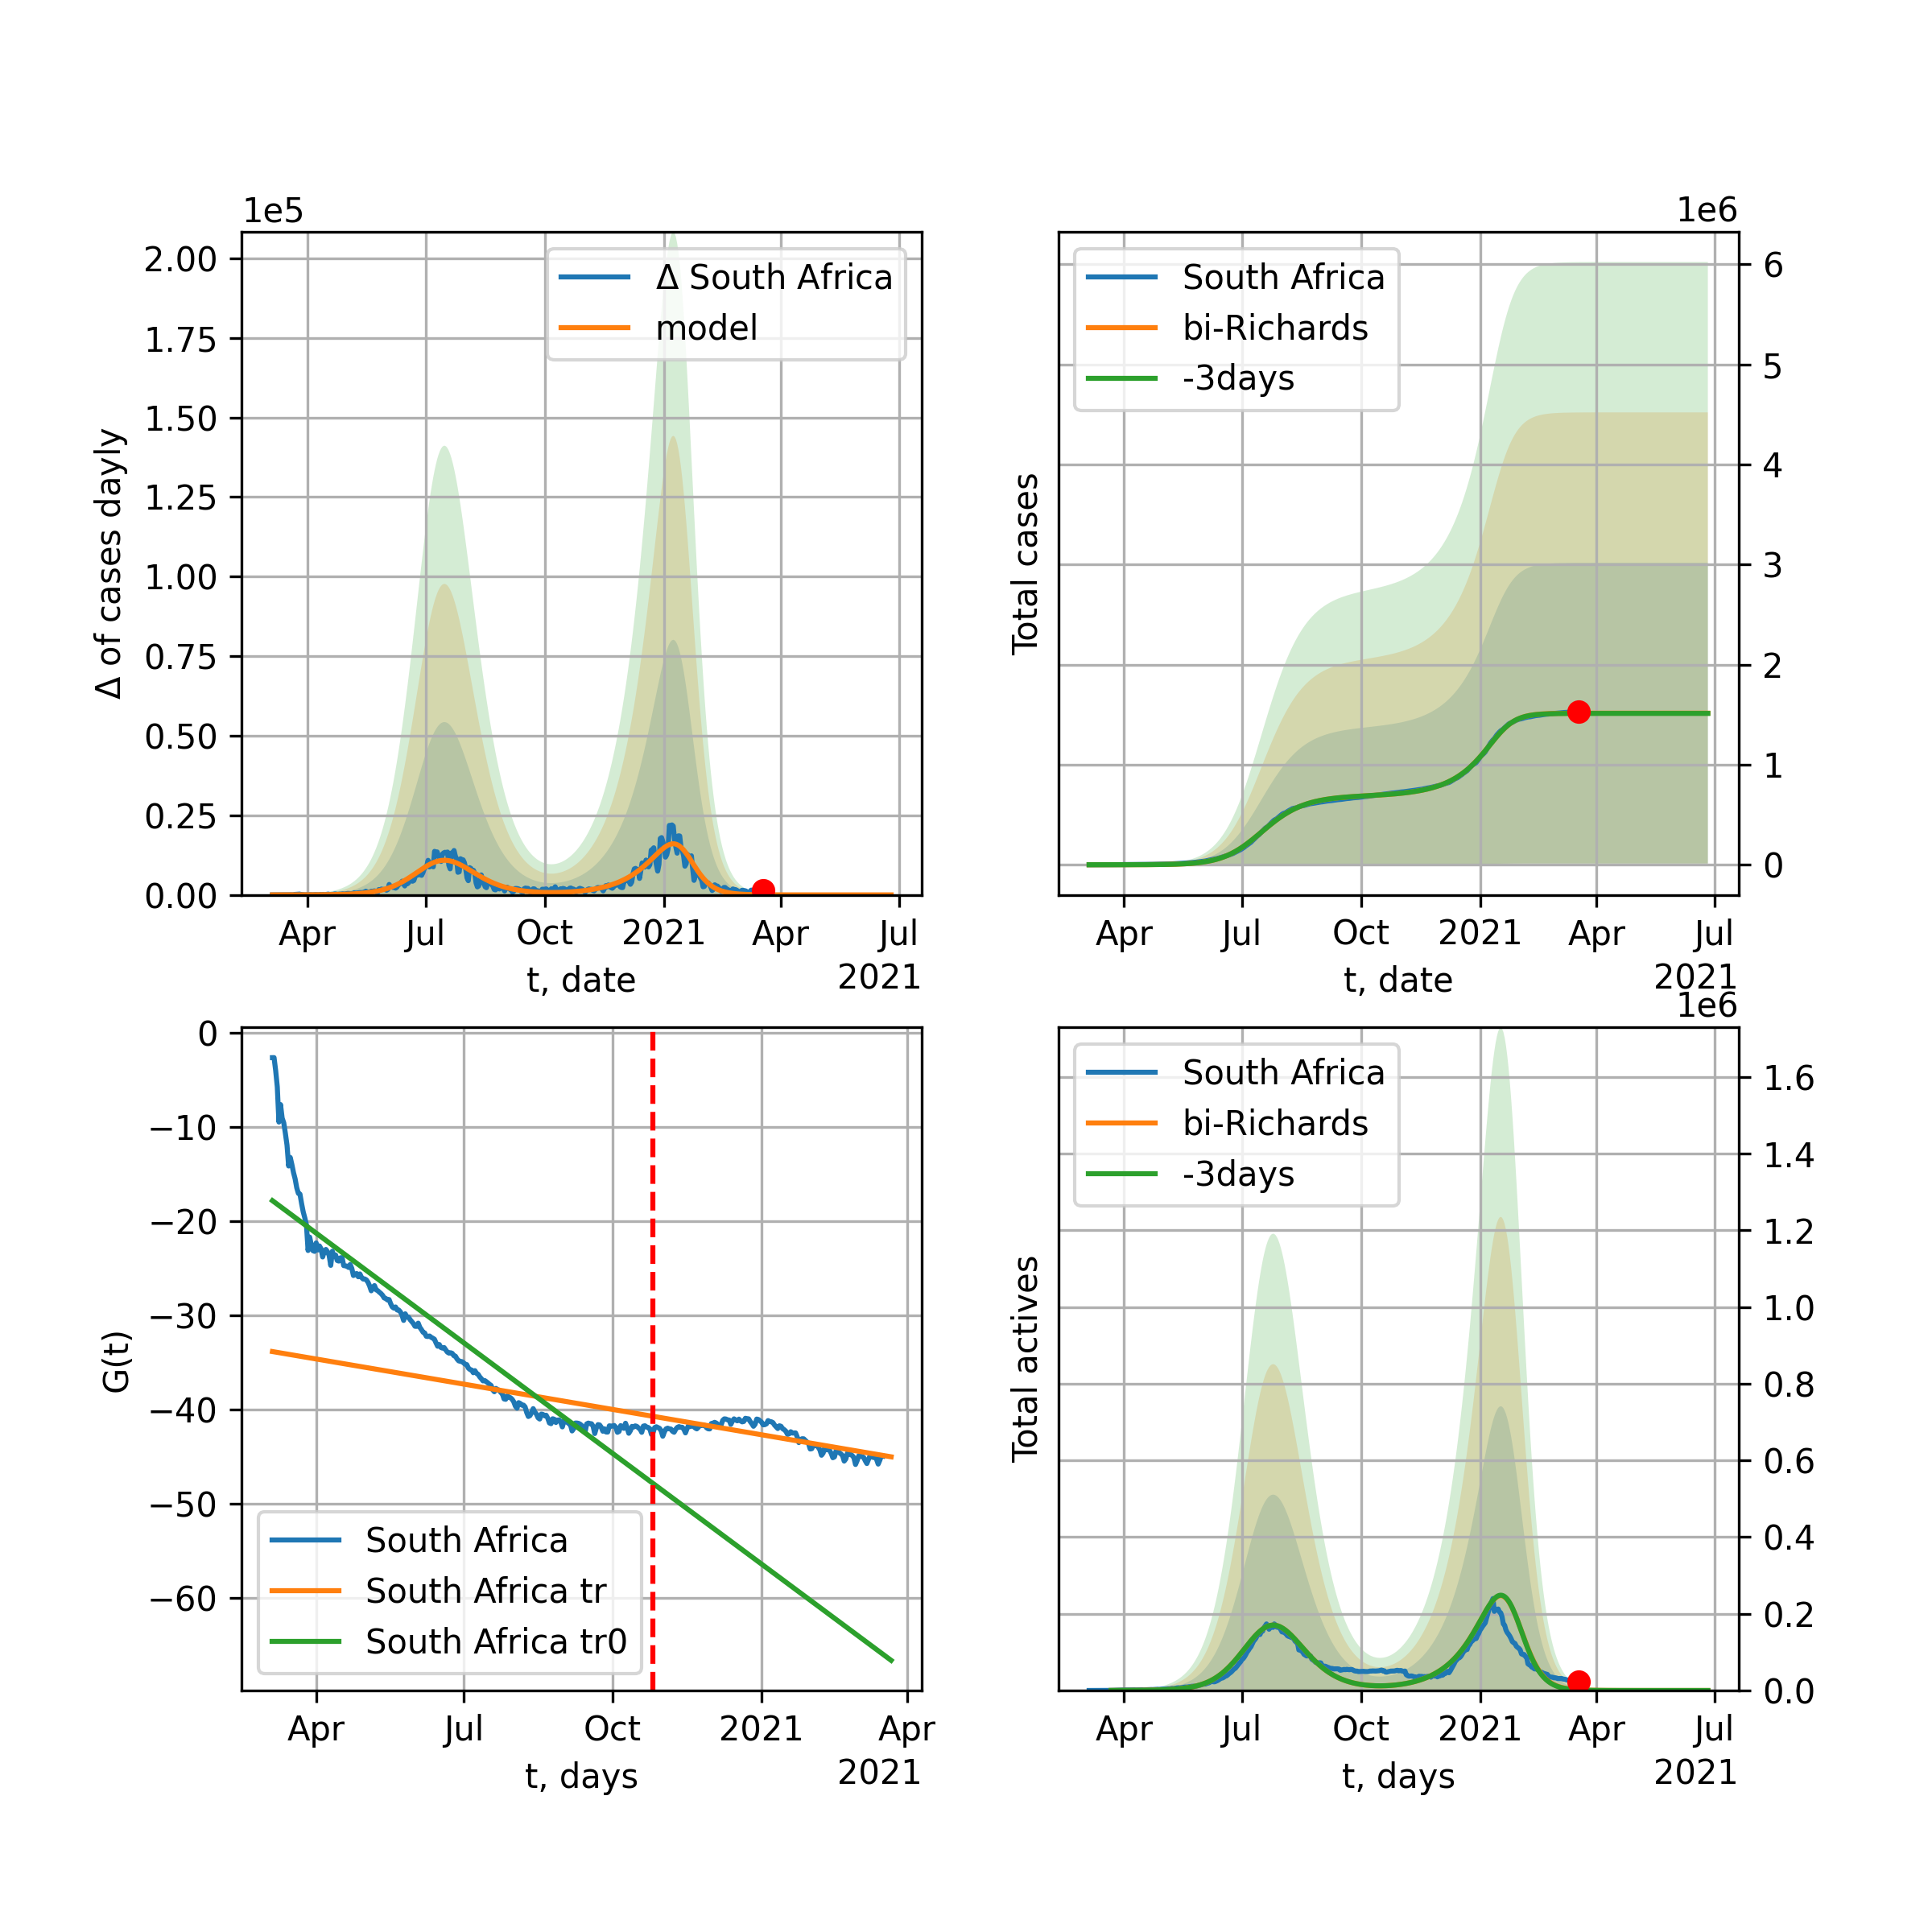 1e5
2.00
1.75
1.50
1.25
1.00
0.75
0.50
0.25
0.00
Δ of cases dayly
Δ South Africa
model
Apr Jul Oct 2021 Apr Jul
t, date
2021
1e6
6
5
4
3
2
1
0
Total cases
South Africa
bi-Richards
-3days
Apr Jul Oct 2021 Apr Jul
t, date
2021
0
−10
−20
−30
−40
−50
−60
G(t)
South Africa
South Africa tr
South Africa tr0
Apr Jul Oct 2021 Apr
t, days
2021
1e6
1.6
1.4
1.2
1.0
0.8
0.6
0.4
0.2
0.0
Total actives
South Africa
bi-Richards
-3days
Apr Jul Oct 2021 Apr Jul
t, days
2021